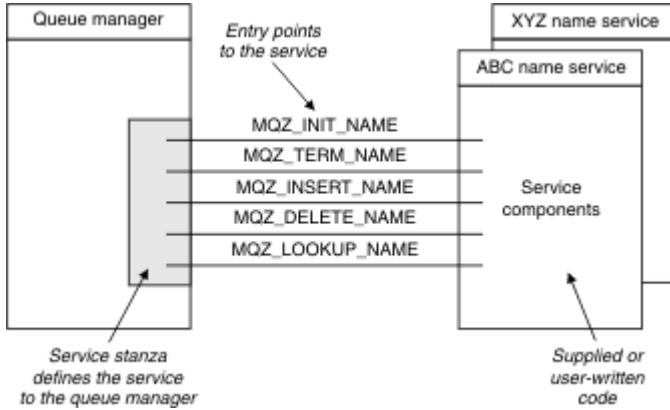 Queue manager
XYZ name service
Entry points
to the service
ABC name service
MQZ_INIT_NAME
MQZ_TERM_NAME
MQZ_INSERT_NAME
MQZ_DELETE_NAME
MQZ_LOOKUP_NAME
Service
components
Service stanza
defines the service
to the queue manager
Supplied or
user-written
code